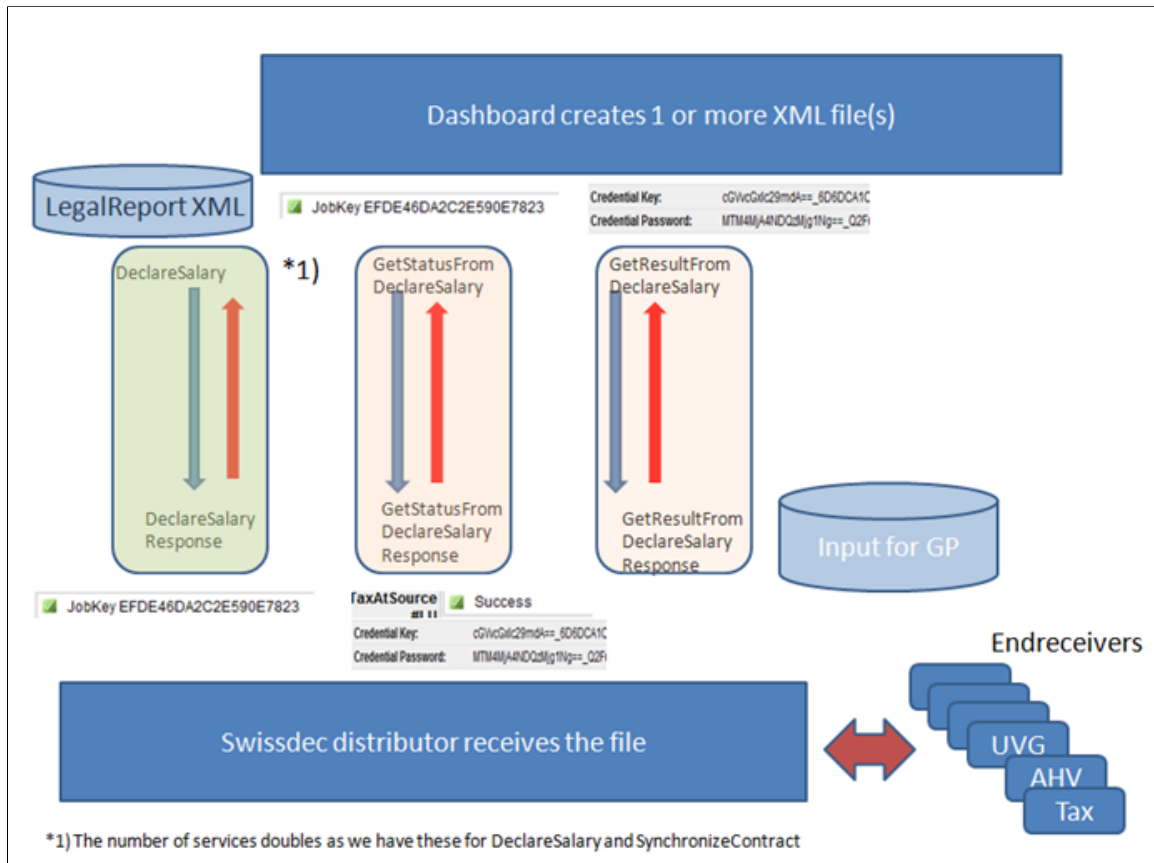 Dashboard creates 1 or more XML file(s)
LegalReport XML
JobKey EFDE46DA2C2E590E7823
Credential Key:
Credential Password:
DeclareSalary
*1)
GetStatusFrom
DeclareSalary
GetResultFrom
DeclareSalary
DeclareSalary
Response
GetStatusFrom
DeclareSalary
Response
GetResultFrom
DeclareSalary
Response
Input for GP
JobKey EFDE46DA2C2E590E7823
TaxAtSource
Success
Credential Key:
Credential Password:
Endreceivers
UVG
AHV
Tax
Swissdec distributor receives the file
*1) The number of services doubles as we have these for DeclareSalary and SynchronizeContract